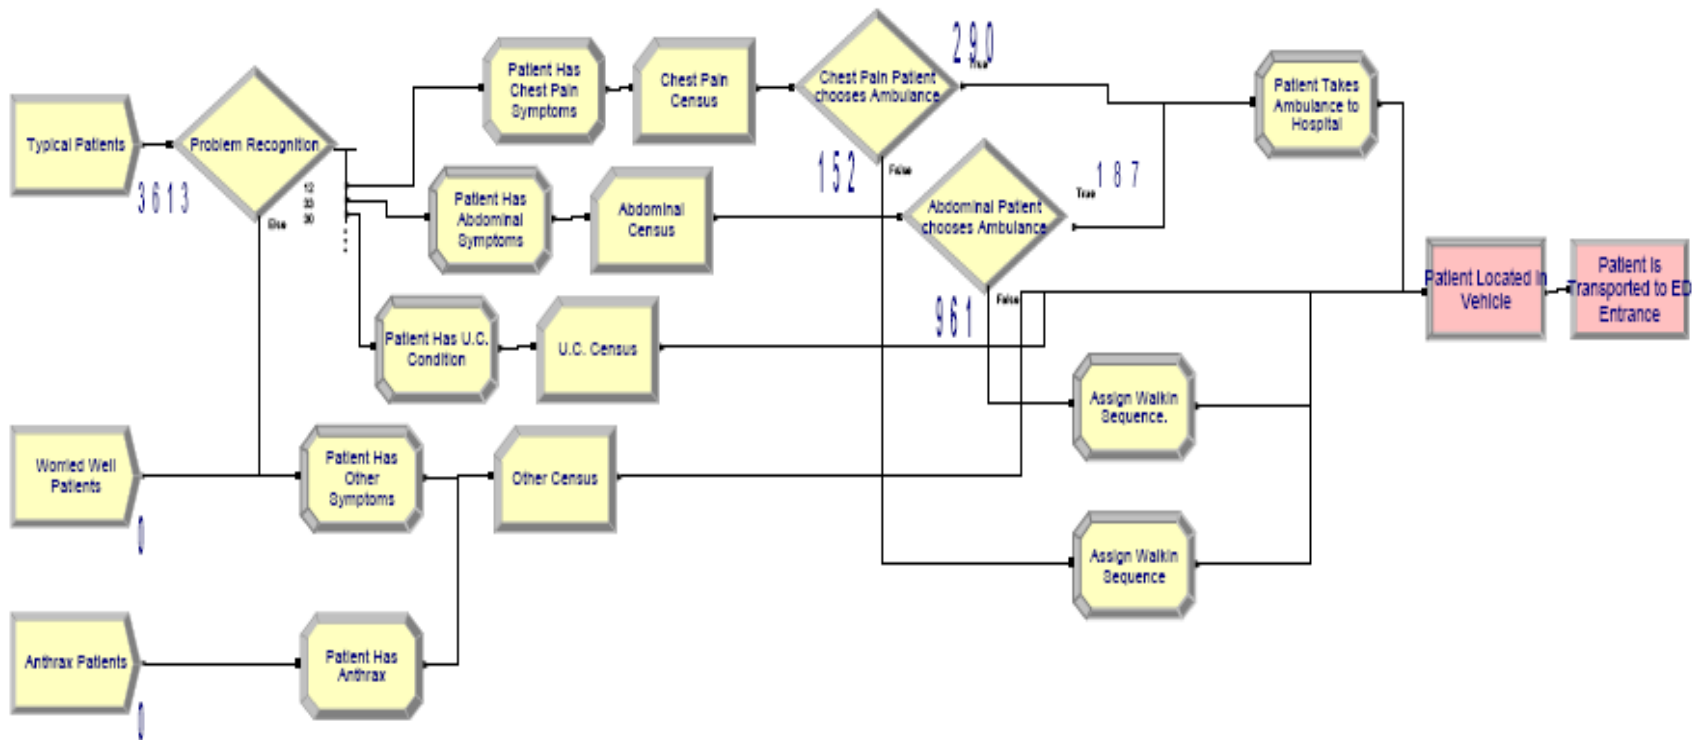 290
Patient Has
Chest Pain
Symptoms
Chest Pain
Census
Chest Pain Patient
chooses Ambulance
True
Patient Takes
Ambulance to
Hospital
Typical Patients
Problem Recognition
3613
12
33
30
Else
152
False
187
True
Patient Has
Abdominal
Symptoms
Abdominal
Census
Abdominal Patient
chooses Ambulance
961
False
Patient Located in
Vehicle
Patient Is
Transported to ED
Entrance
Patient Has U.C.
Condition
U.C. Census
Assign Walkin
Sequence.
Worried Well
Patients
0
Patient Has
Other
Symptoms
Other Census
Assign Walkin
Sequence
Anthrax Patients
0
Patient Has
Anthrax